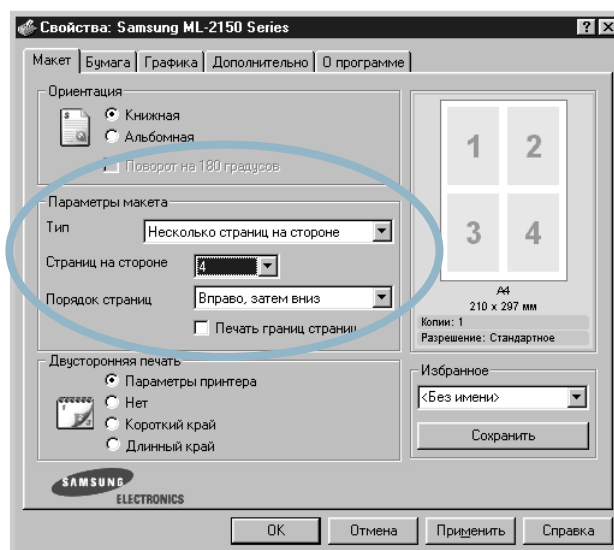 Свойства: Samsung ML-2150 Series
Макет Бумага Графика Дополнительно О программе
Ориентация
Книжная
Альбомная
Поворот на 180 градусов
Параметры макета
Тип Несколько страниц на стороне
Страниц на стороне 4
Порядок страниц Вправо, затем вниз
Печать границ страниц
Двусторонняя печать
Параметры принтера
Нет
Короткий край
Длинный край
SAMSUNG
ELECTRONICS
1 2
3 4
A4
210 x 297 мм
Копии: 1
Разрешение: Стандартное
Избранное
<Без имени>
Сохранить
OK Отмена Применить Справка